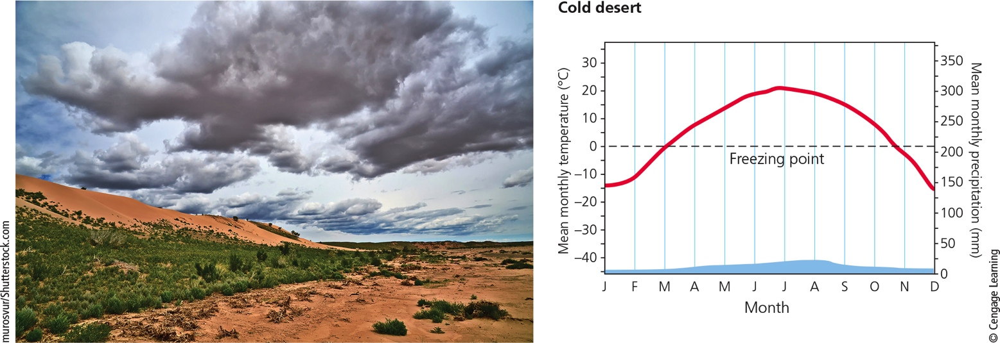 murosvur/Shutterstock.com
Cold desert
Mean monthly temperature (°C)
30
20
10
0
–10
–20
–30
–40
Freezing point
350
300
250
200
150
100
50
0
Mean monthly precipitation (mm)
J F M A M J J A S O N D
Month
© Cengage Learning